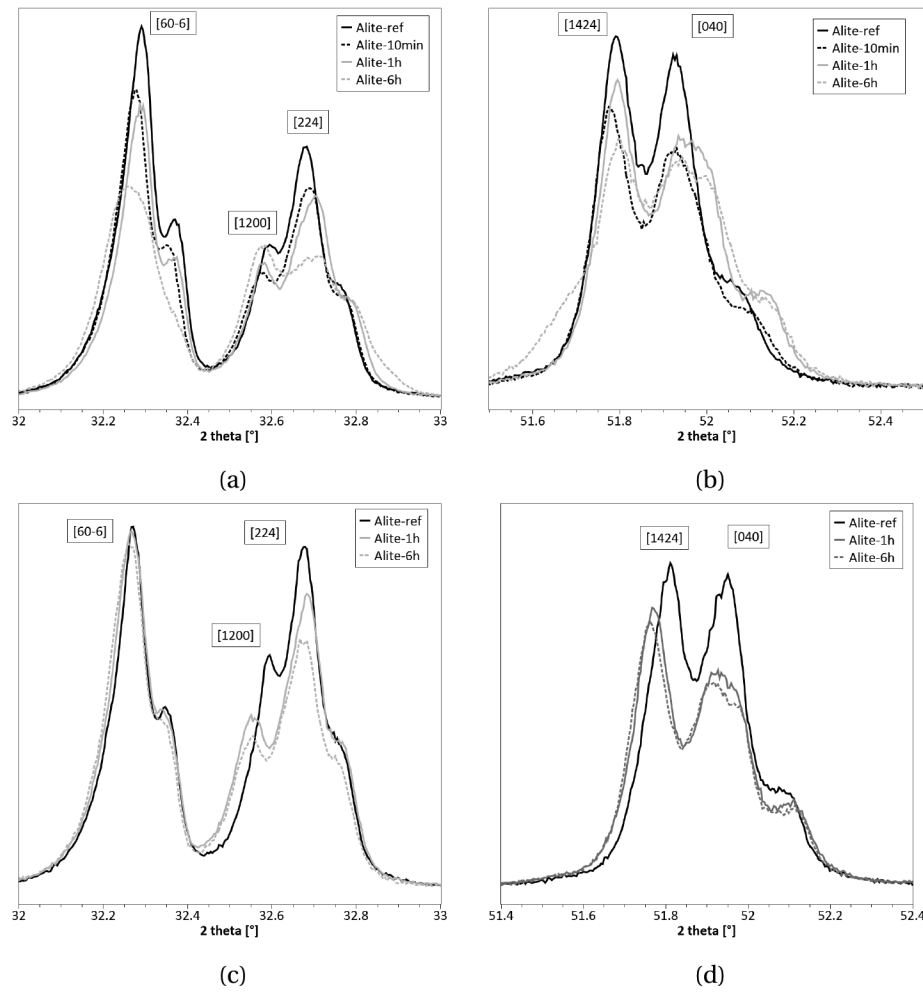 [60-6]
Alite-ref
Alite-10min
Alite-1h
Alite-6h
[224]
[1200]
32 32.2 32.4 32.6 32.8 33
2 theta [°]
(a)
[1424]
[040]
Alite-ref
Alite-10min
Alite-1h
Alite-6h
51.6 51.8 52 52.2 52.4
2 theta [°]
(b)
[60-6]
[224]
Alite-ref
Alite-1h
Alite-6h
[1200]
32 32.2 32.4 32.6 32.8 33
2 theta [°]
(c)
[1424]
[040]
Alite-ref
Alite-1h
Alite-6h
51.4 51.6 51.8 52 52.2 52.4
2 theta [°]
(d)